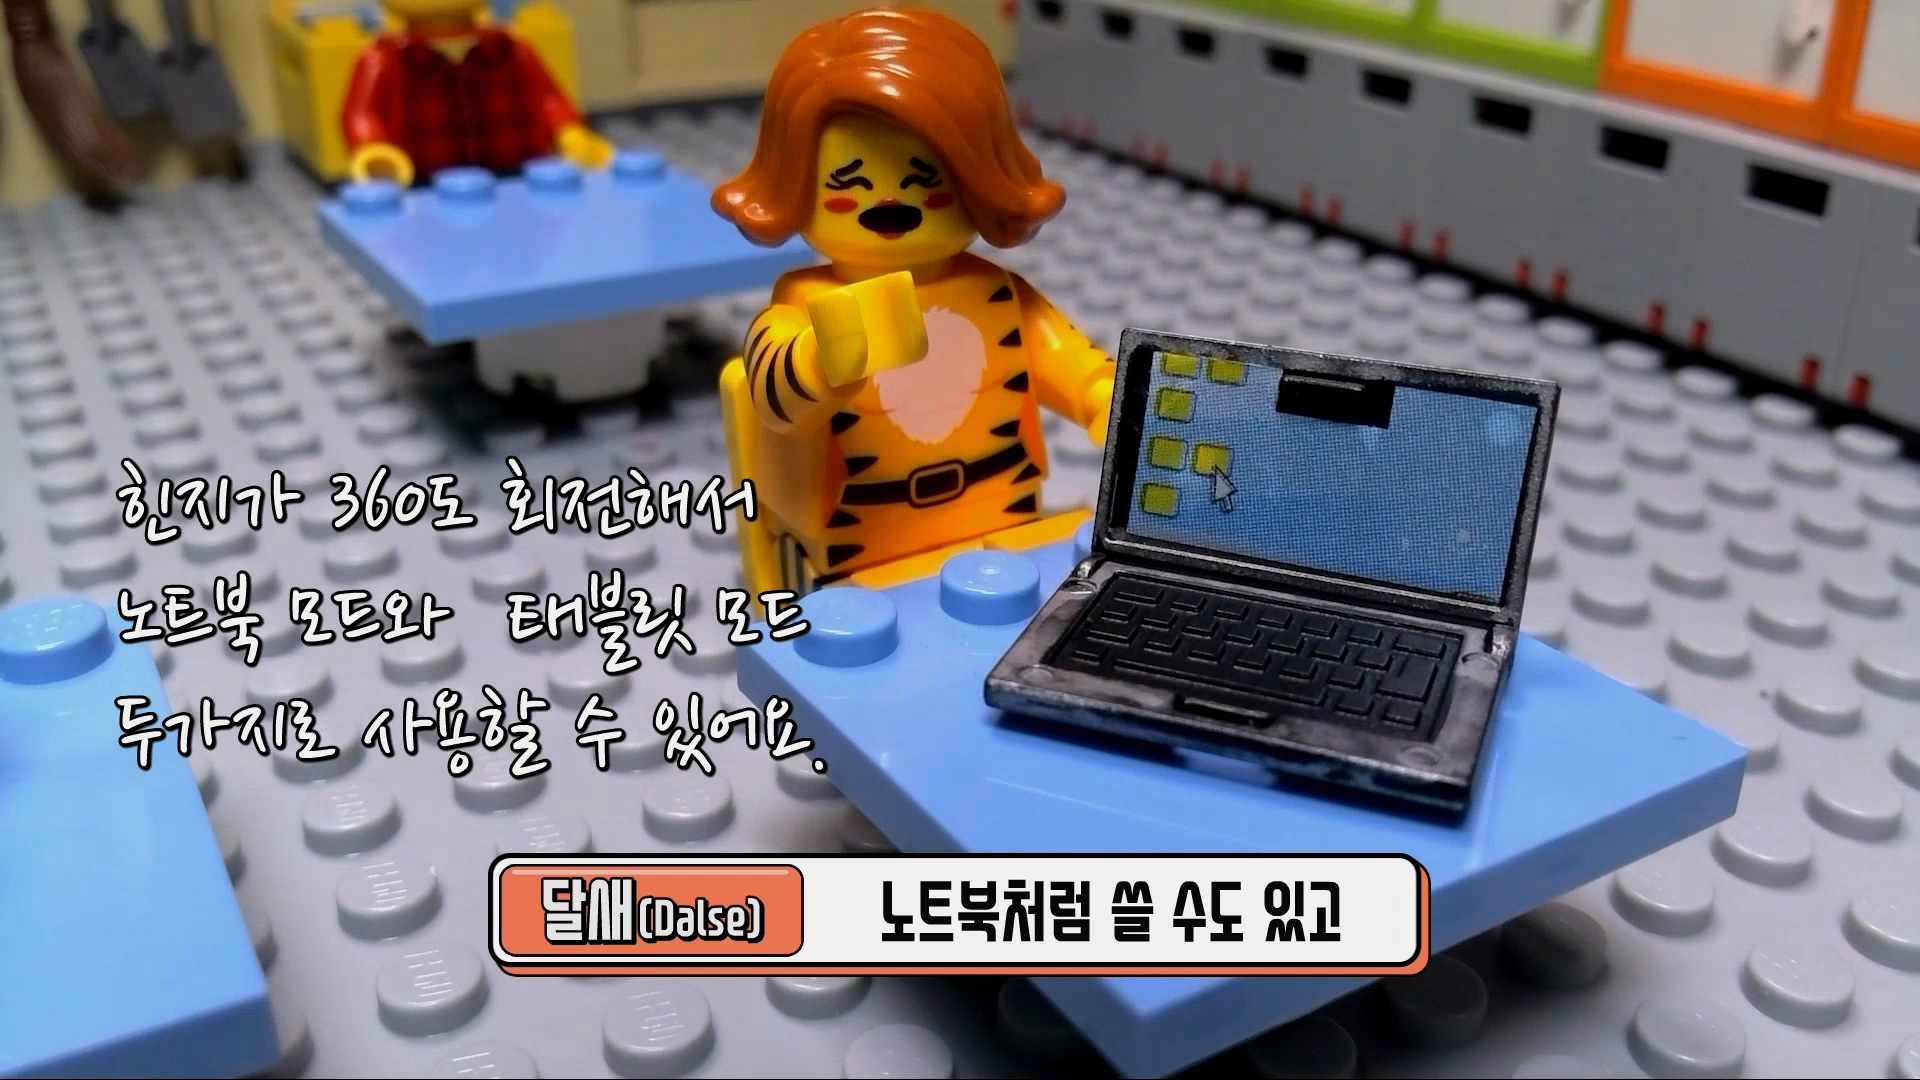 힌지가 360도 회전해서
노트북 모드와 태블릿 모드
두가지로 사용할 수 있어요.
달새(Dalse) 노트북처럼 쓸 수도 있고